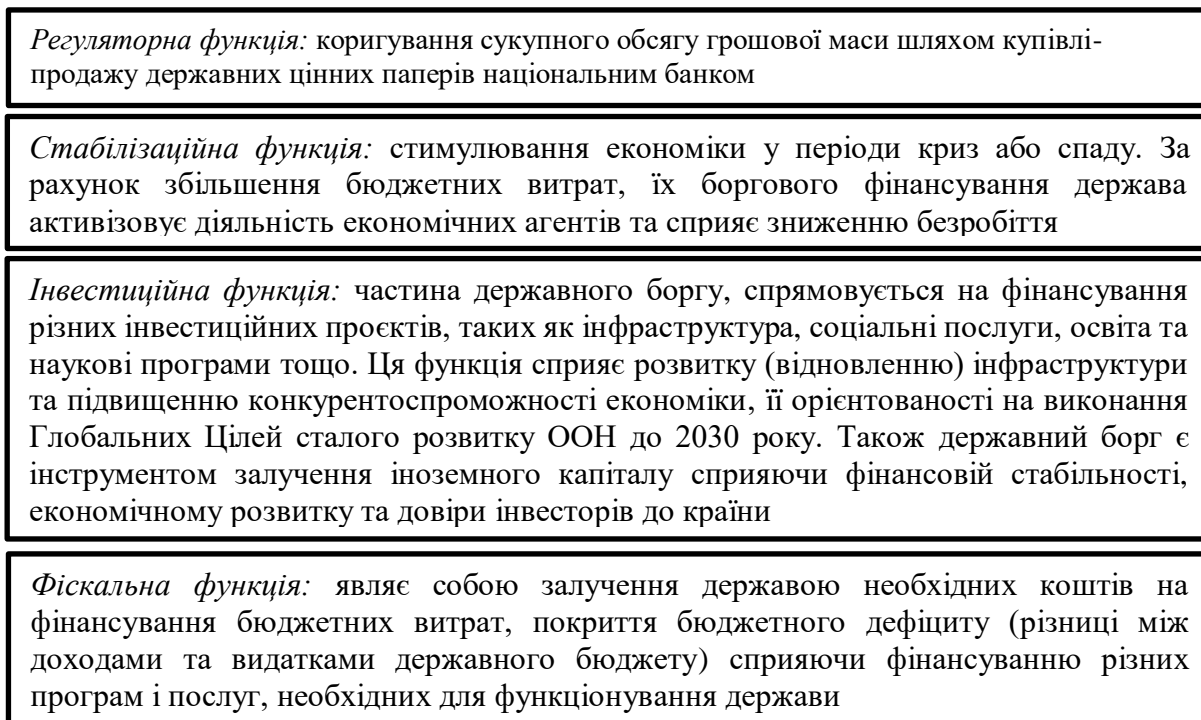 Регуляторна функція: коригування сукупного обсягу грошової маси шляхом купівлі-
продажу державних цінних паперів національним банком
Стабілізаційна функція: стимулювання економіки у періоди криз або спаду. За
рахунок збільшення бюджетних витрат, їх боргового фінансування держава
активізовує діяльність економічних агентів та сприяє зниженню безробіття
Інвестиційна функція: частина державного боргу, спрямовується на фінансування
різних інвестиційних проєктів, таких як інфраструктура, соціальні послуги, освіта та
наукові програми тощо. Ця функція сприяє розвитку (відновленню) інфраструктури
та підвищенню конкурентоспроможності економіки, її орієнтованості на виконання
Глобальних Цілей сталого розвитку ООН до 2030 року. Також державний борг є
інструментом залучення іноземного капіталу сприяючи фінансовій стабільності,
економічному розвитку та довіри інвесторів до країни
Фіскальна функція: являє собою залучення державою необхідних коштів на
фінансування бюджетних витрат, покриття бюджетного дефіциту (різниці між
доходами та видатками державного бюджету) сприяючи фінансуванню різних
програм і послуг, необхідних для функціонування держави